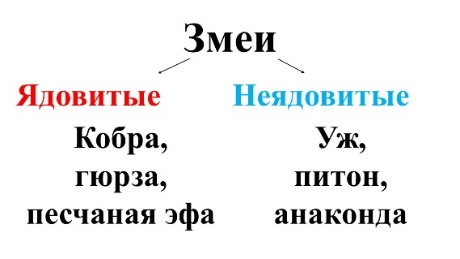 Змеи
Ядовитые
Кобра,
гюрза,
песчаная эфа
Неядовитые
Уж,
питон,
анаконда